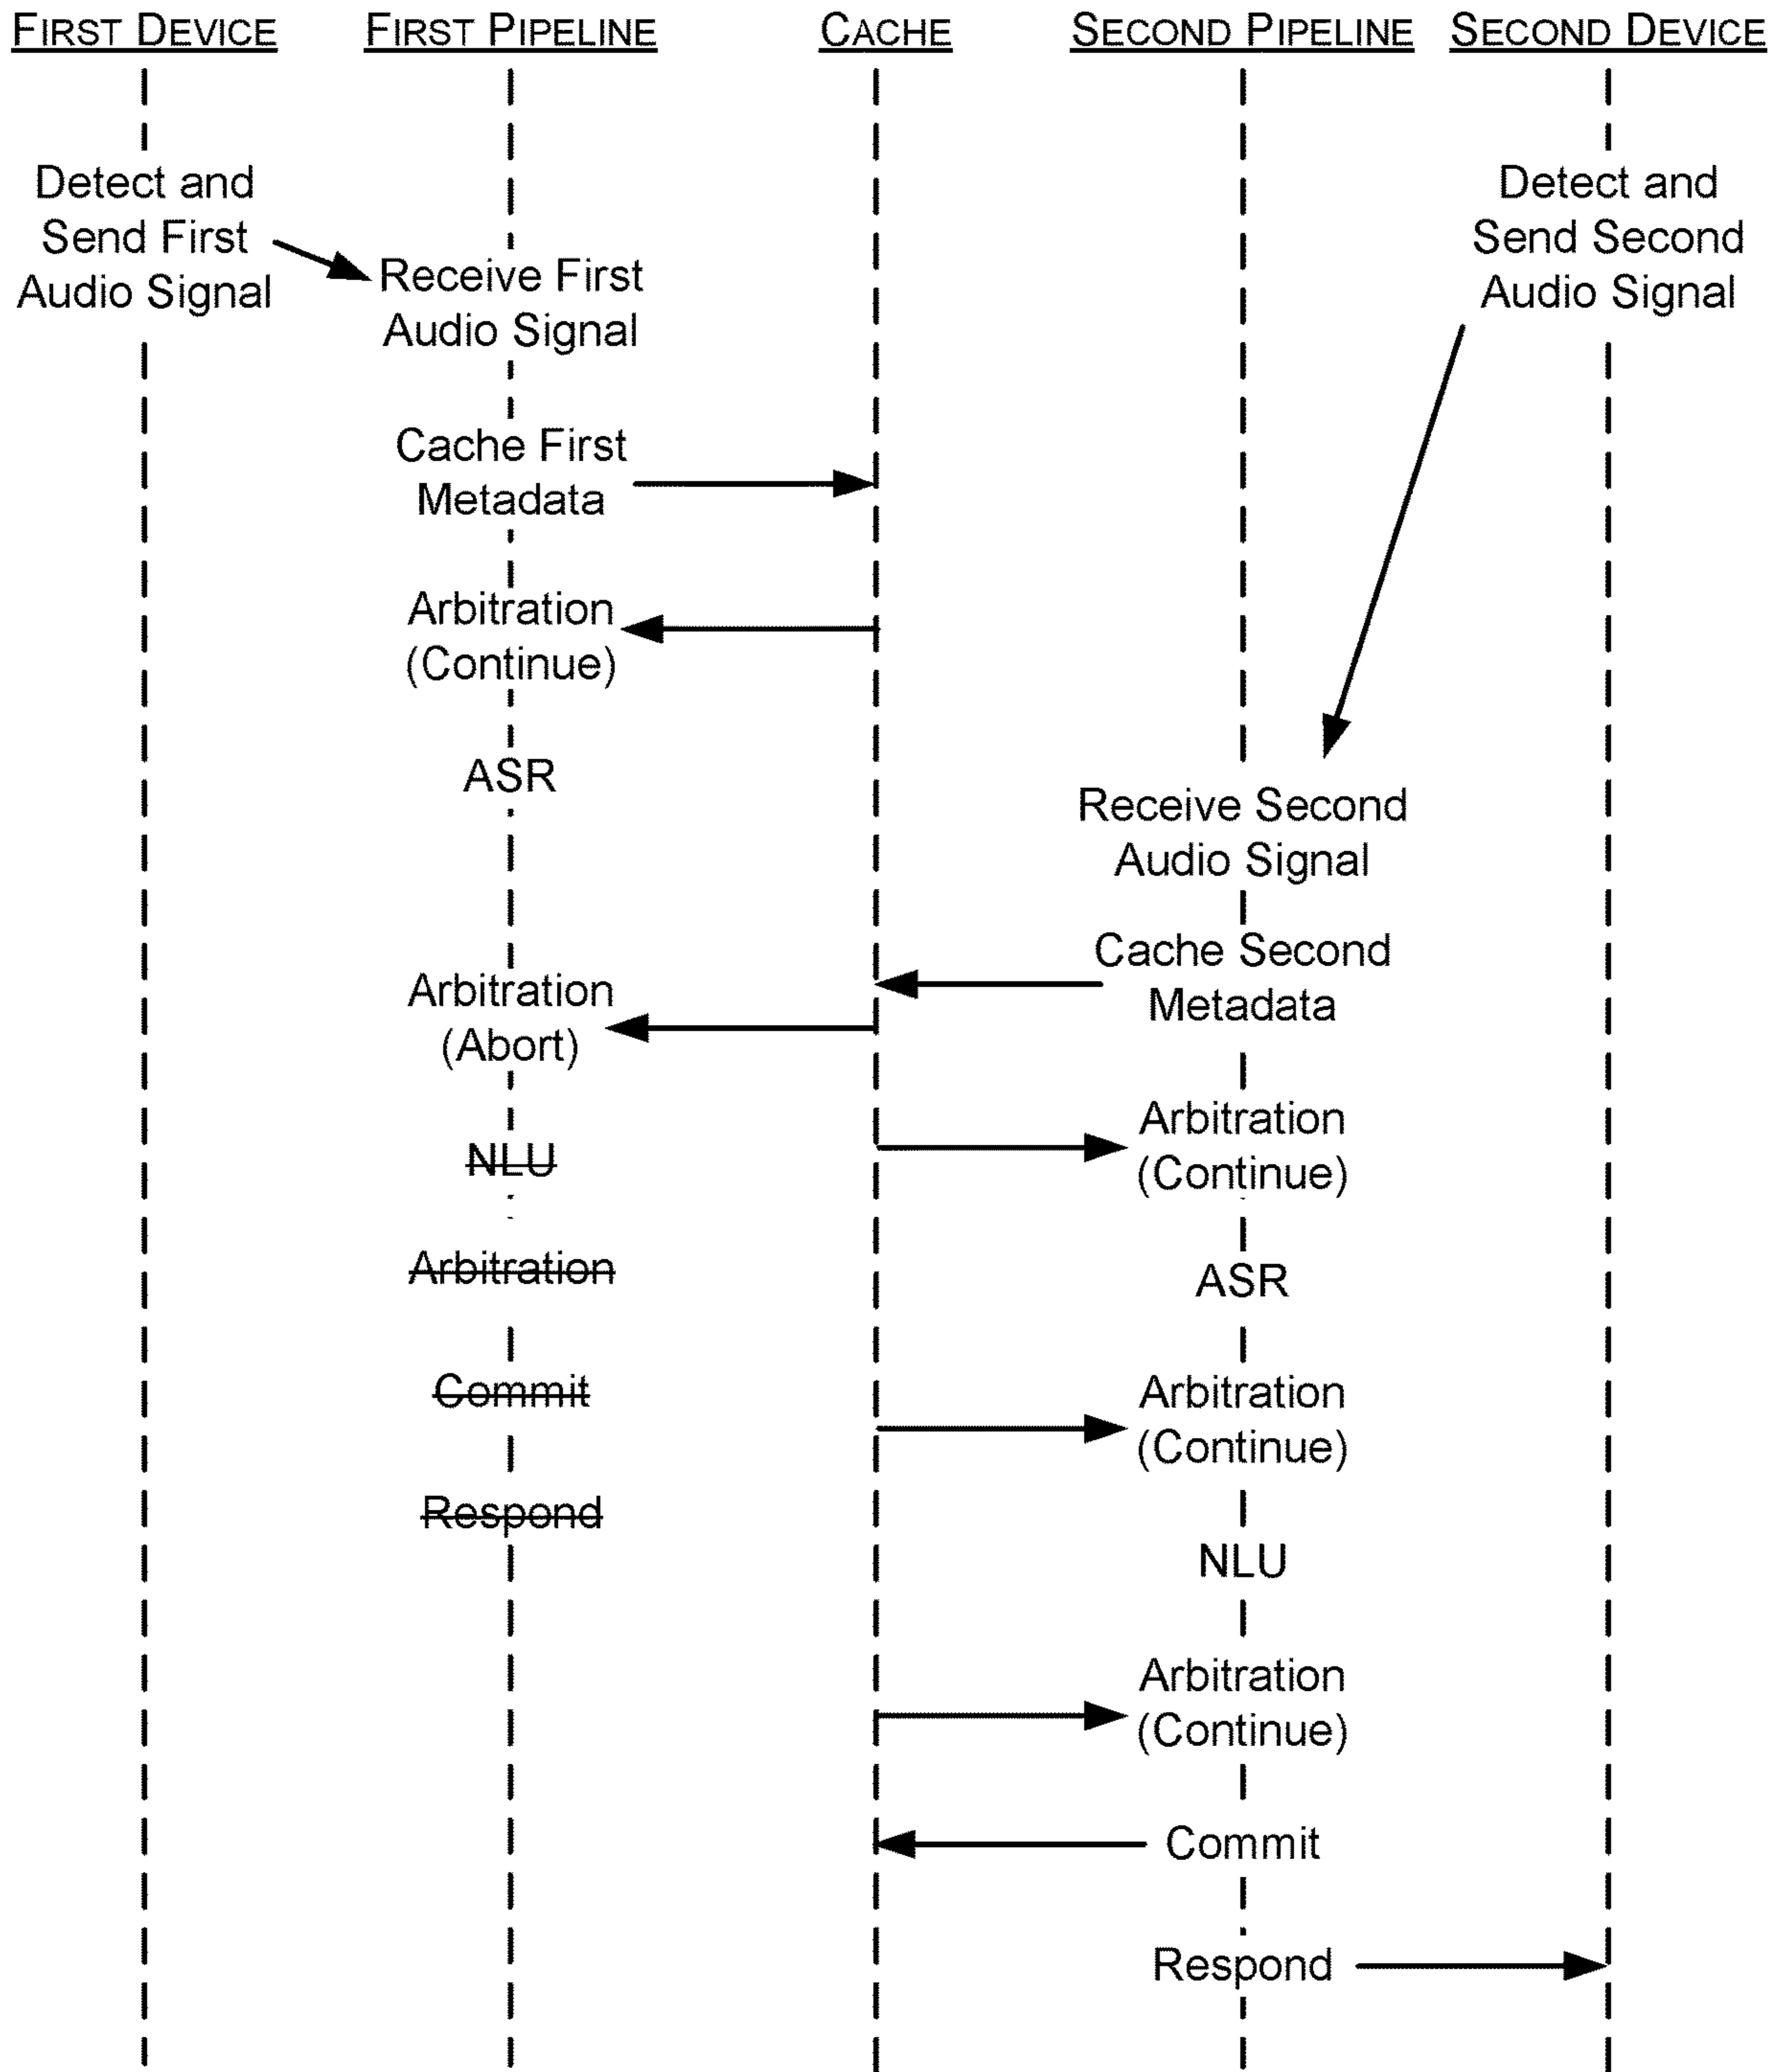 FIRST DEVICE
FIRST PIPELINE
CACHE
SECOND PIPELINE
SECOND DEVICE
Detect and
Send First
Audio Signal
Receive First
Audio Signal
Cache First
Metadata
Arbitration
(Continue)
ASR
Arbitration
(Abort)
NLU
Arbitration
Commit
Respond
Detect and
Send Second
Audio Signal
Receive Second
Audio Signal
Cache Second
Metadata
Arbitration
(Continue)
ASR
Arbitration
(Continue)
NLU
Arbitration
(Continue)
Commit
Respond